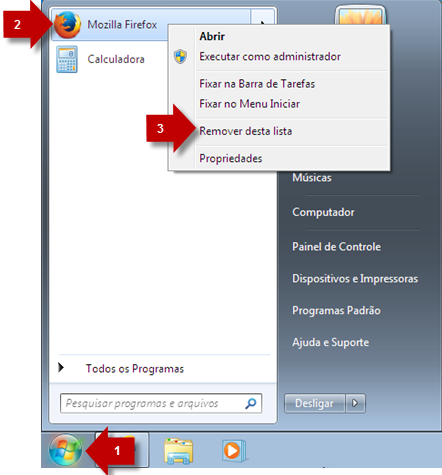 2
Mozilla Firefox
Calculadora
Abrir
Executar como administrador
Fixar na Barra de Tarefas
Fixar no Menu Iniciar
3
Remover desta lista
Propriedades
Músicas
Computador
Painel de Controle
Dispositivos e Impressoras
Programas Padrão
Ajuda e Suporte
Todos os Programas
Pesquisar programas e arquivos
Desligar
1